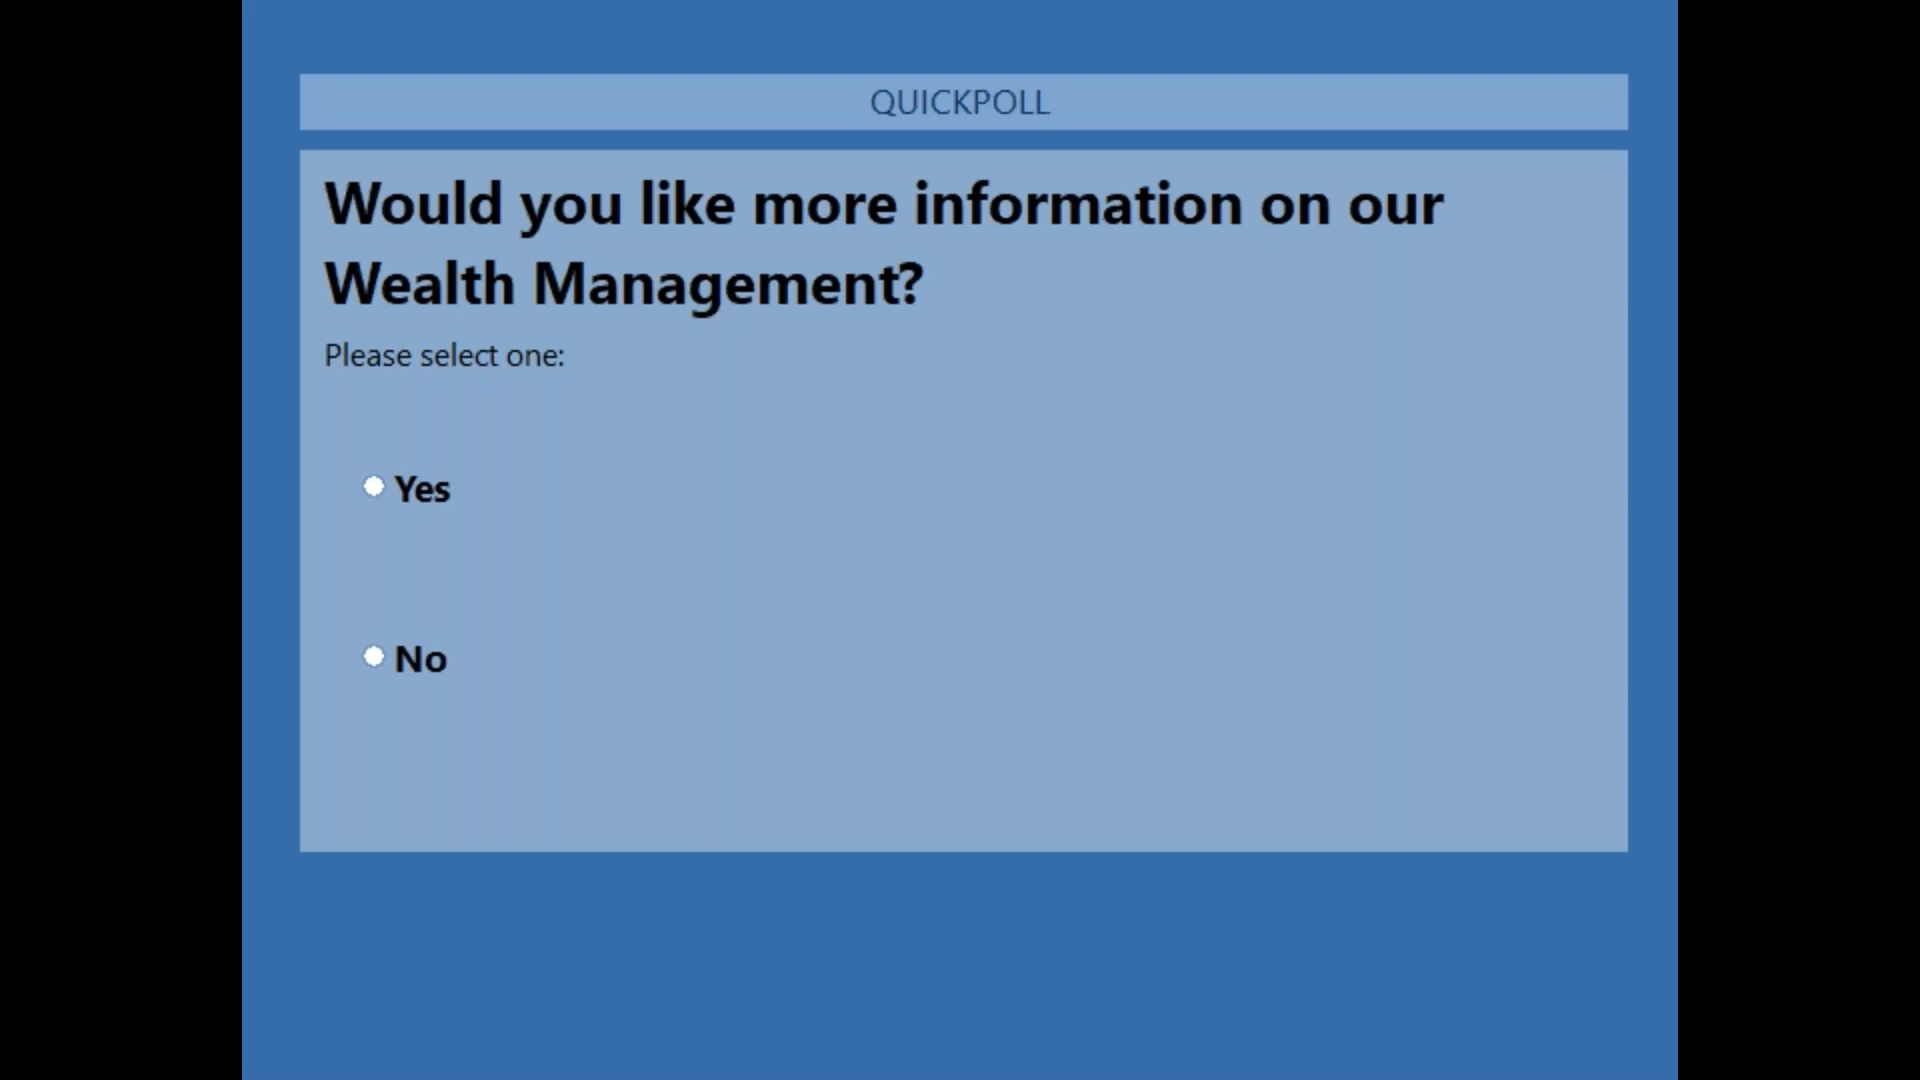 QUICKPOLL
Would you like more information on our
Wealth Management?
Please select one:
Yes
No